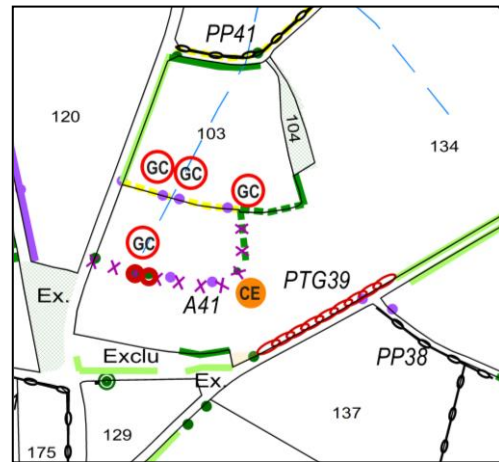 PP41
120
103
104
134
GC
GC
GC
GC
Ex.
A41
CE
PTG39
Exclu
Ex.
PP38
137
129
175